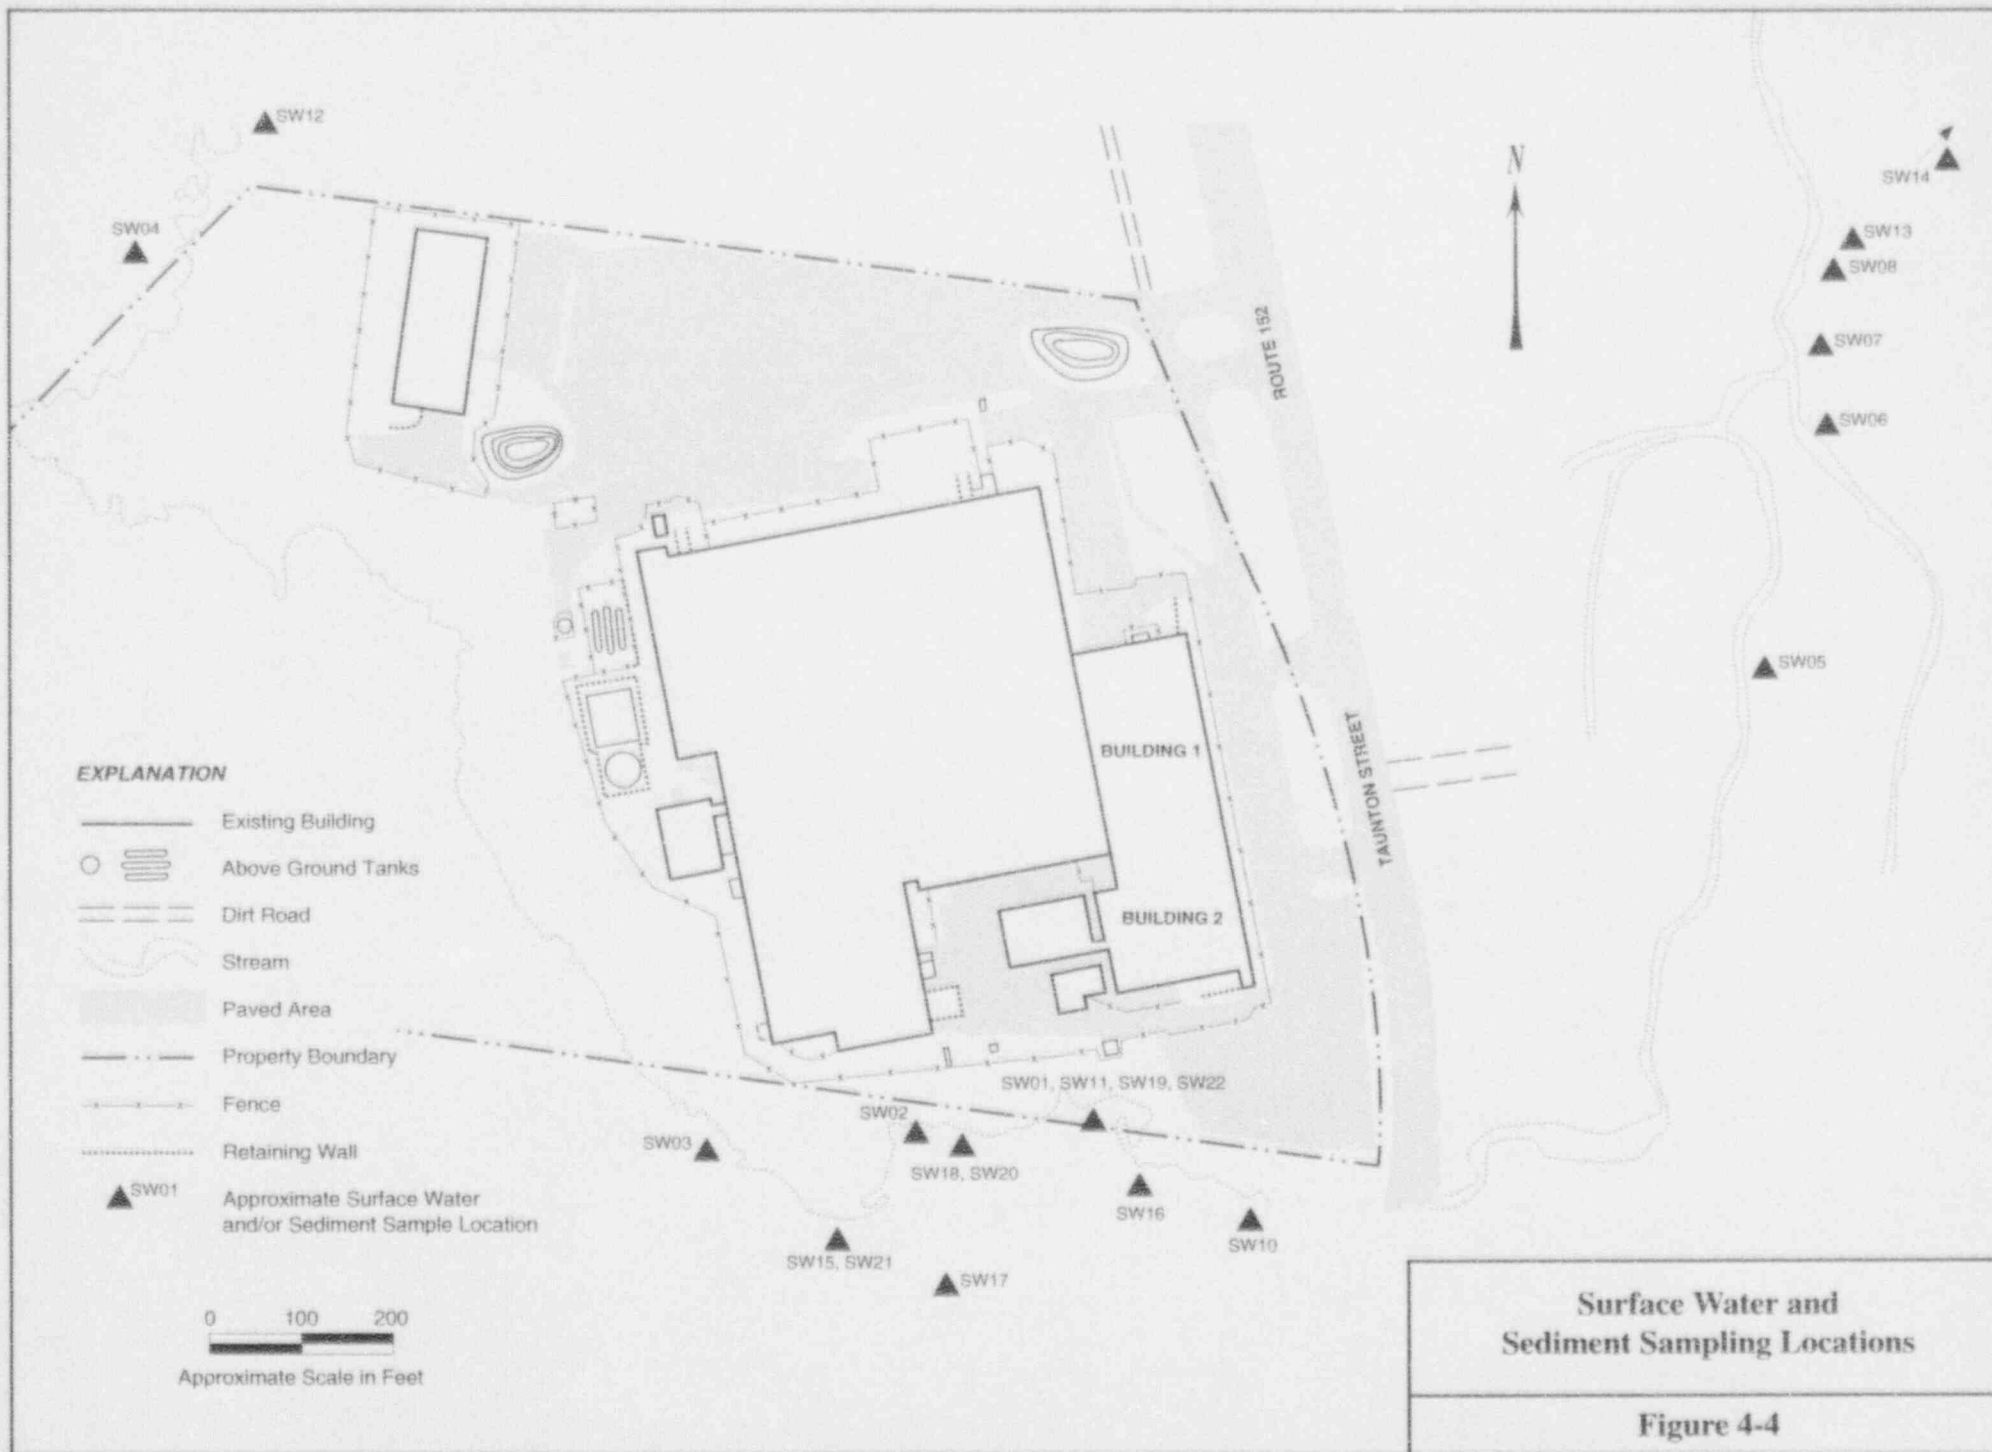 SW12
SW04
N
SW14
SW13
SW08
SW07
SW06
SW05
ROUTE 152
TAUNTON STREET
BUILDING 1
BUILDING 2
EXPLANATION
Existing Building
Above Ground Tanks
Dirt Road
Stream
Paved Area
Property Boundary
Fence
Retaining Wall
SW01
Approximate Surface Water
and/or Sediment Sample Location
SW01, SW11, SW19, SW22
SW02
SW03
SW18, SW20
SW16
SW10
SW15, SW21
SW17
0 100 200
Approximate Scale in Feet
Surface Water and
Sediment Sampling Locations
Figure 4-4